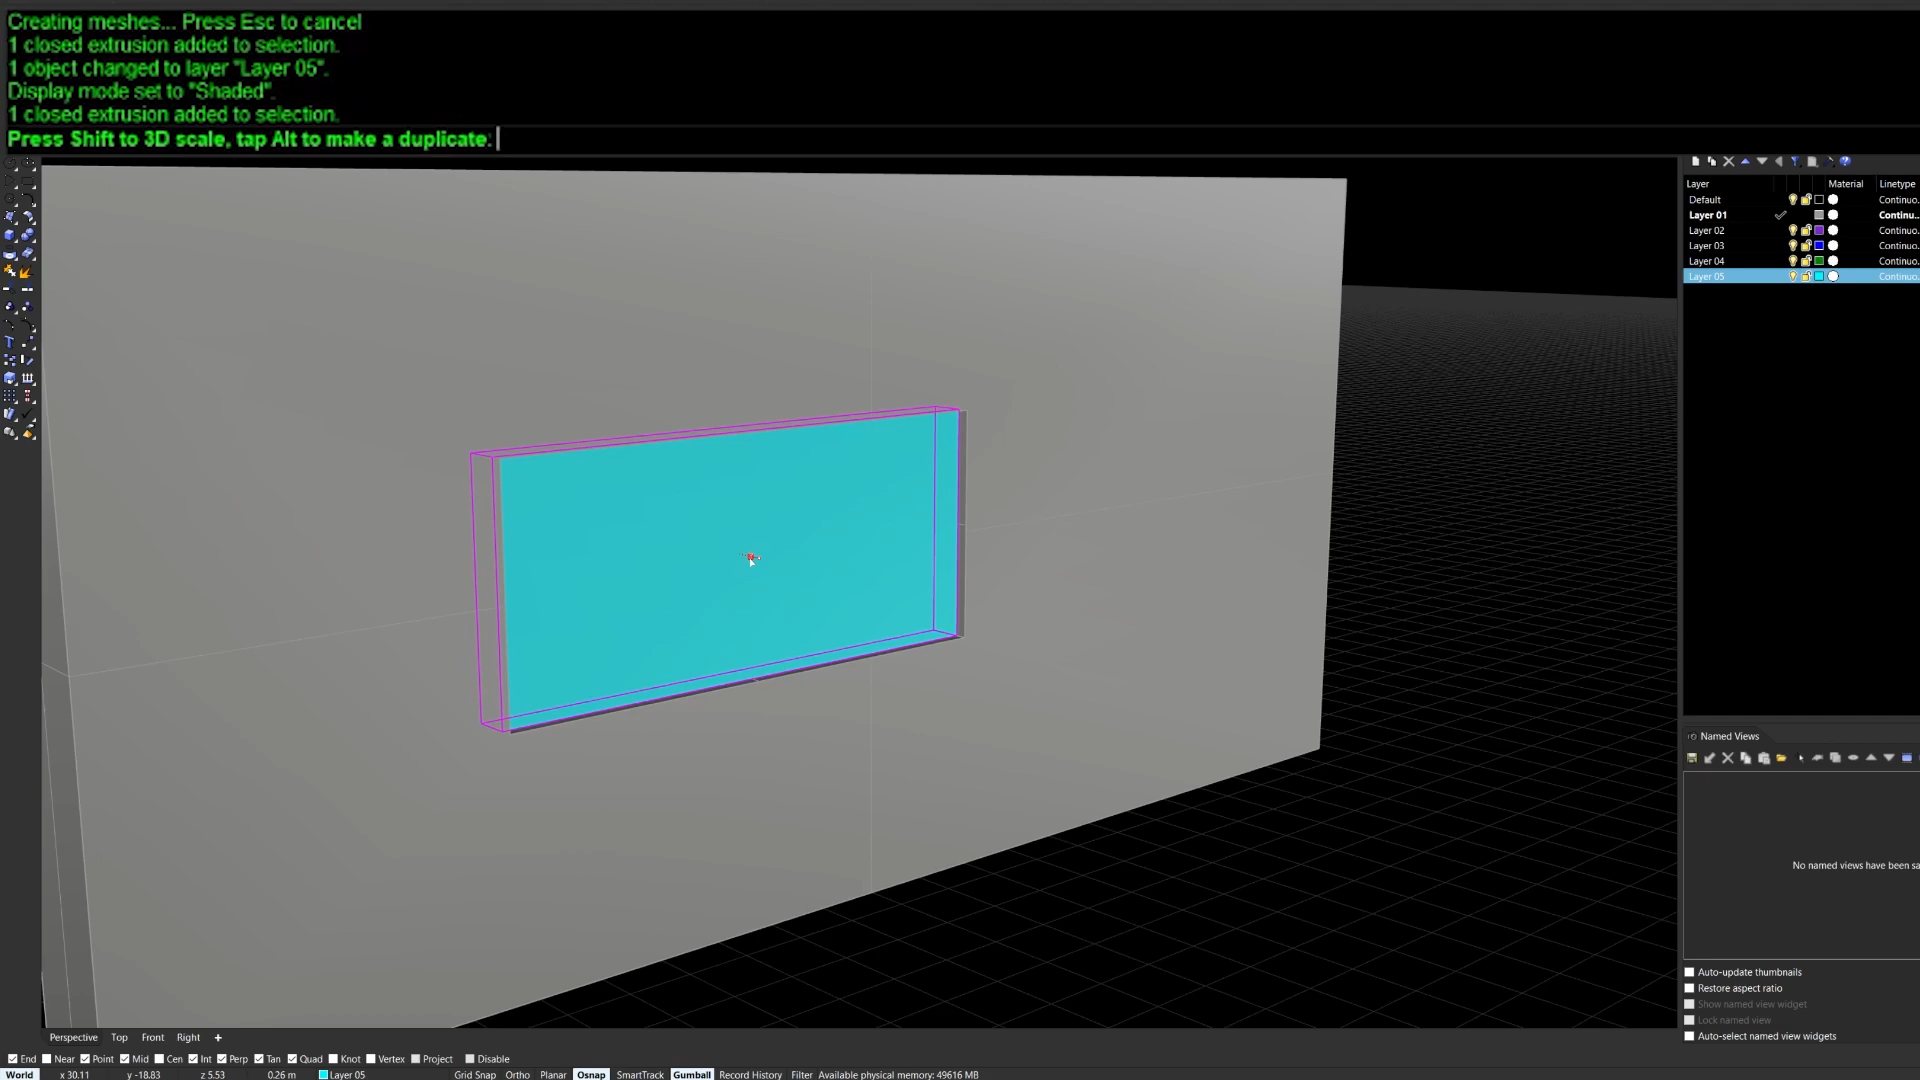 Creating meshes... Press Esc to cancel
1 closed extrusion added to selection.
1 object changed to layer "Layer 05".
Display mode set to "Shaded".
1 closed extrusion added to selection.
Press Shift to 3D scale, tap Alt to make a duplicate:
Layer Material Linetype
Default Continuo...
Layer 01 Continu...
Layer 02 Continuo...
Layer 03 Continuo...
Layer 04 Continuo...
Layer 05 Continuo...
Named Views
No named views have been sa
Auto-update thumbnails
Restore aspect ratio
Show named view widget
Lock named view
Auto-select named view widgets
Perspective Top Front Right
End Near Point Mid Cen Int Perp Tan Quad Knot Vertex Project Disable
World x 30.11 y -18.83 z 5.53 0.26 m Layer 05 Grid Snap Ortho Planar Osnap SmartTrack Gumball Record History Filter Available physical memory: 49616 MB